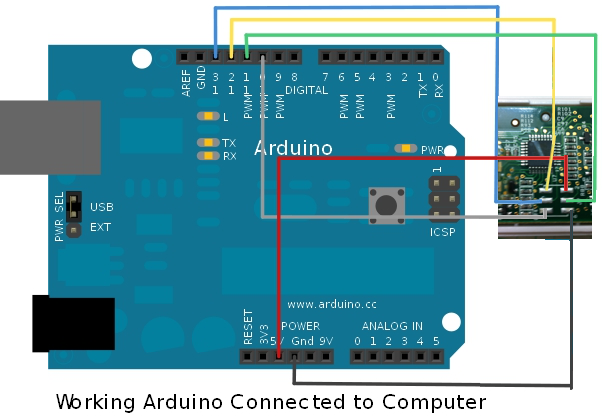 AREF
GND
13
12
11
10
9
8
7
6
5
4
3
2
1
0
PWM
PWM
PWM
DIGITAL
PWM
PWM
PWM
TX
RX
L
TX
RX
Arduino
PWR
1
PWR SEL
USB
EXT
ICSP
www.arduino.cc
RESET
3V3
POWER
5V Gnd 9V
ANALOG IN
0 1 2 3 4 5
Working Arduino Connected to Computer